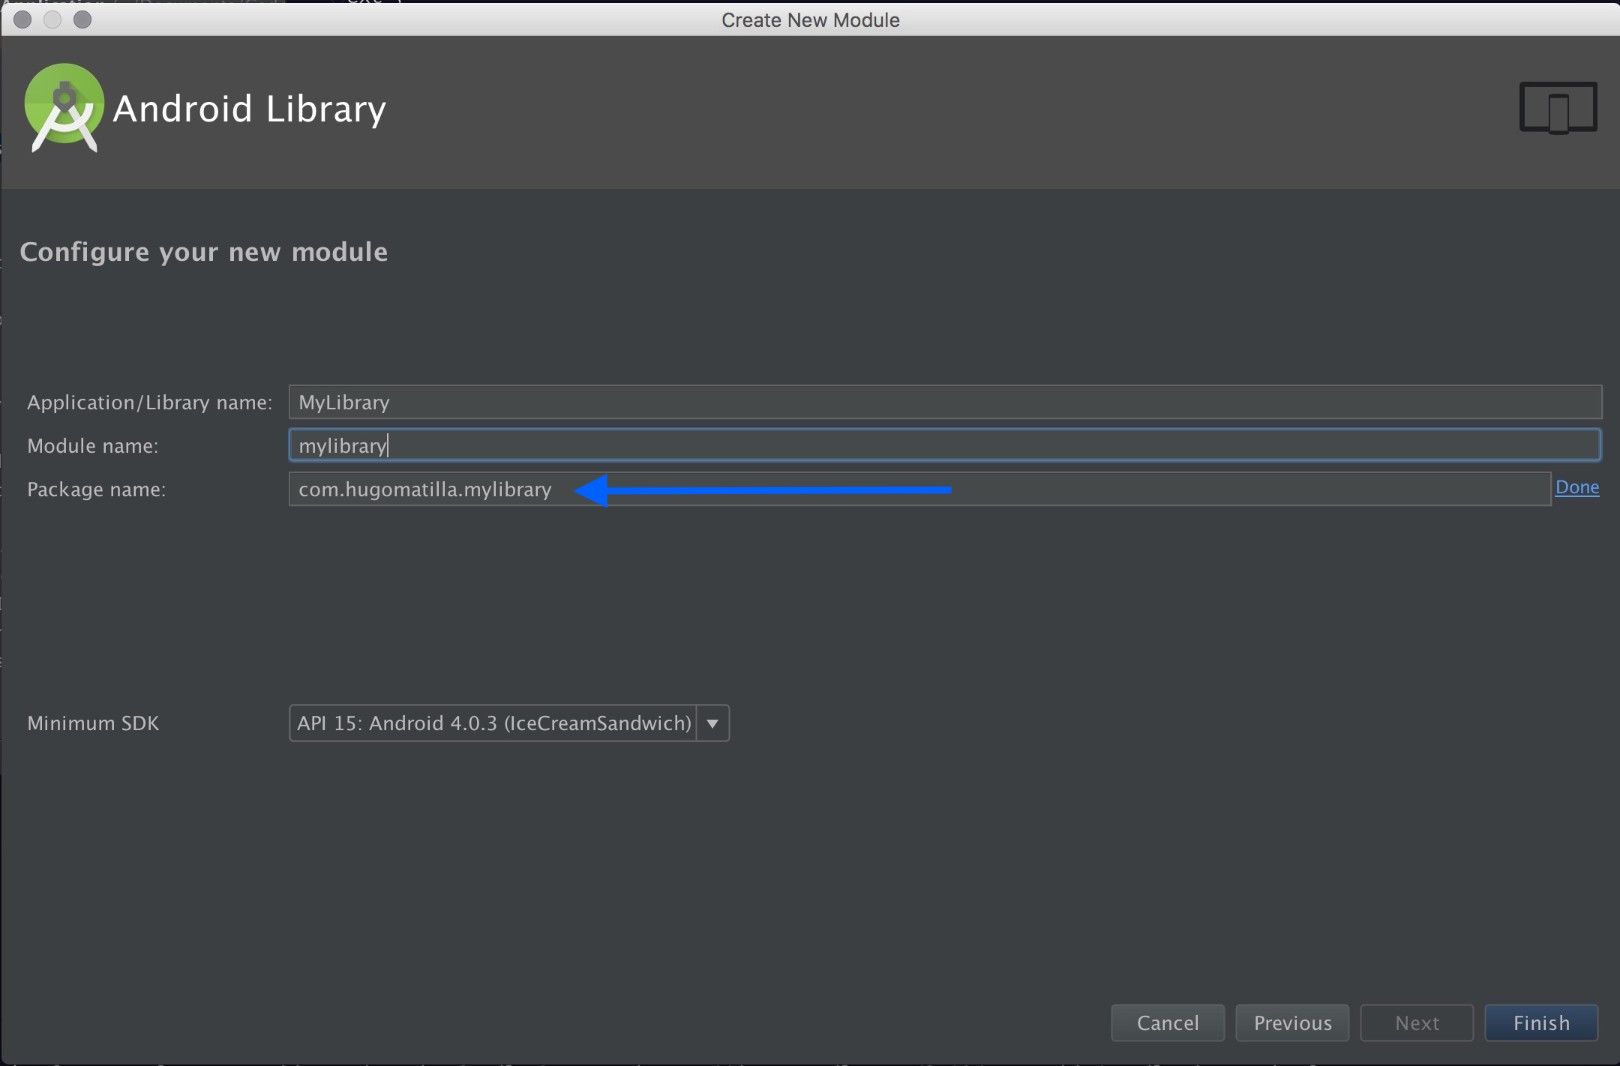 Create New Module
Android Library
Configure your new module
Application/Library name: MyLibrary
Module name: mylibrary
Package name: com.hugomatilla.mylibrary Done
Minimum SDK API 15: Android 4.0.3 (IceCreamSandwich)
Cancel Previous Next Finish